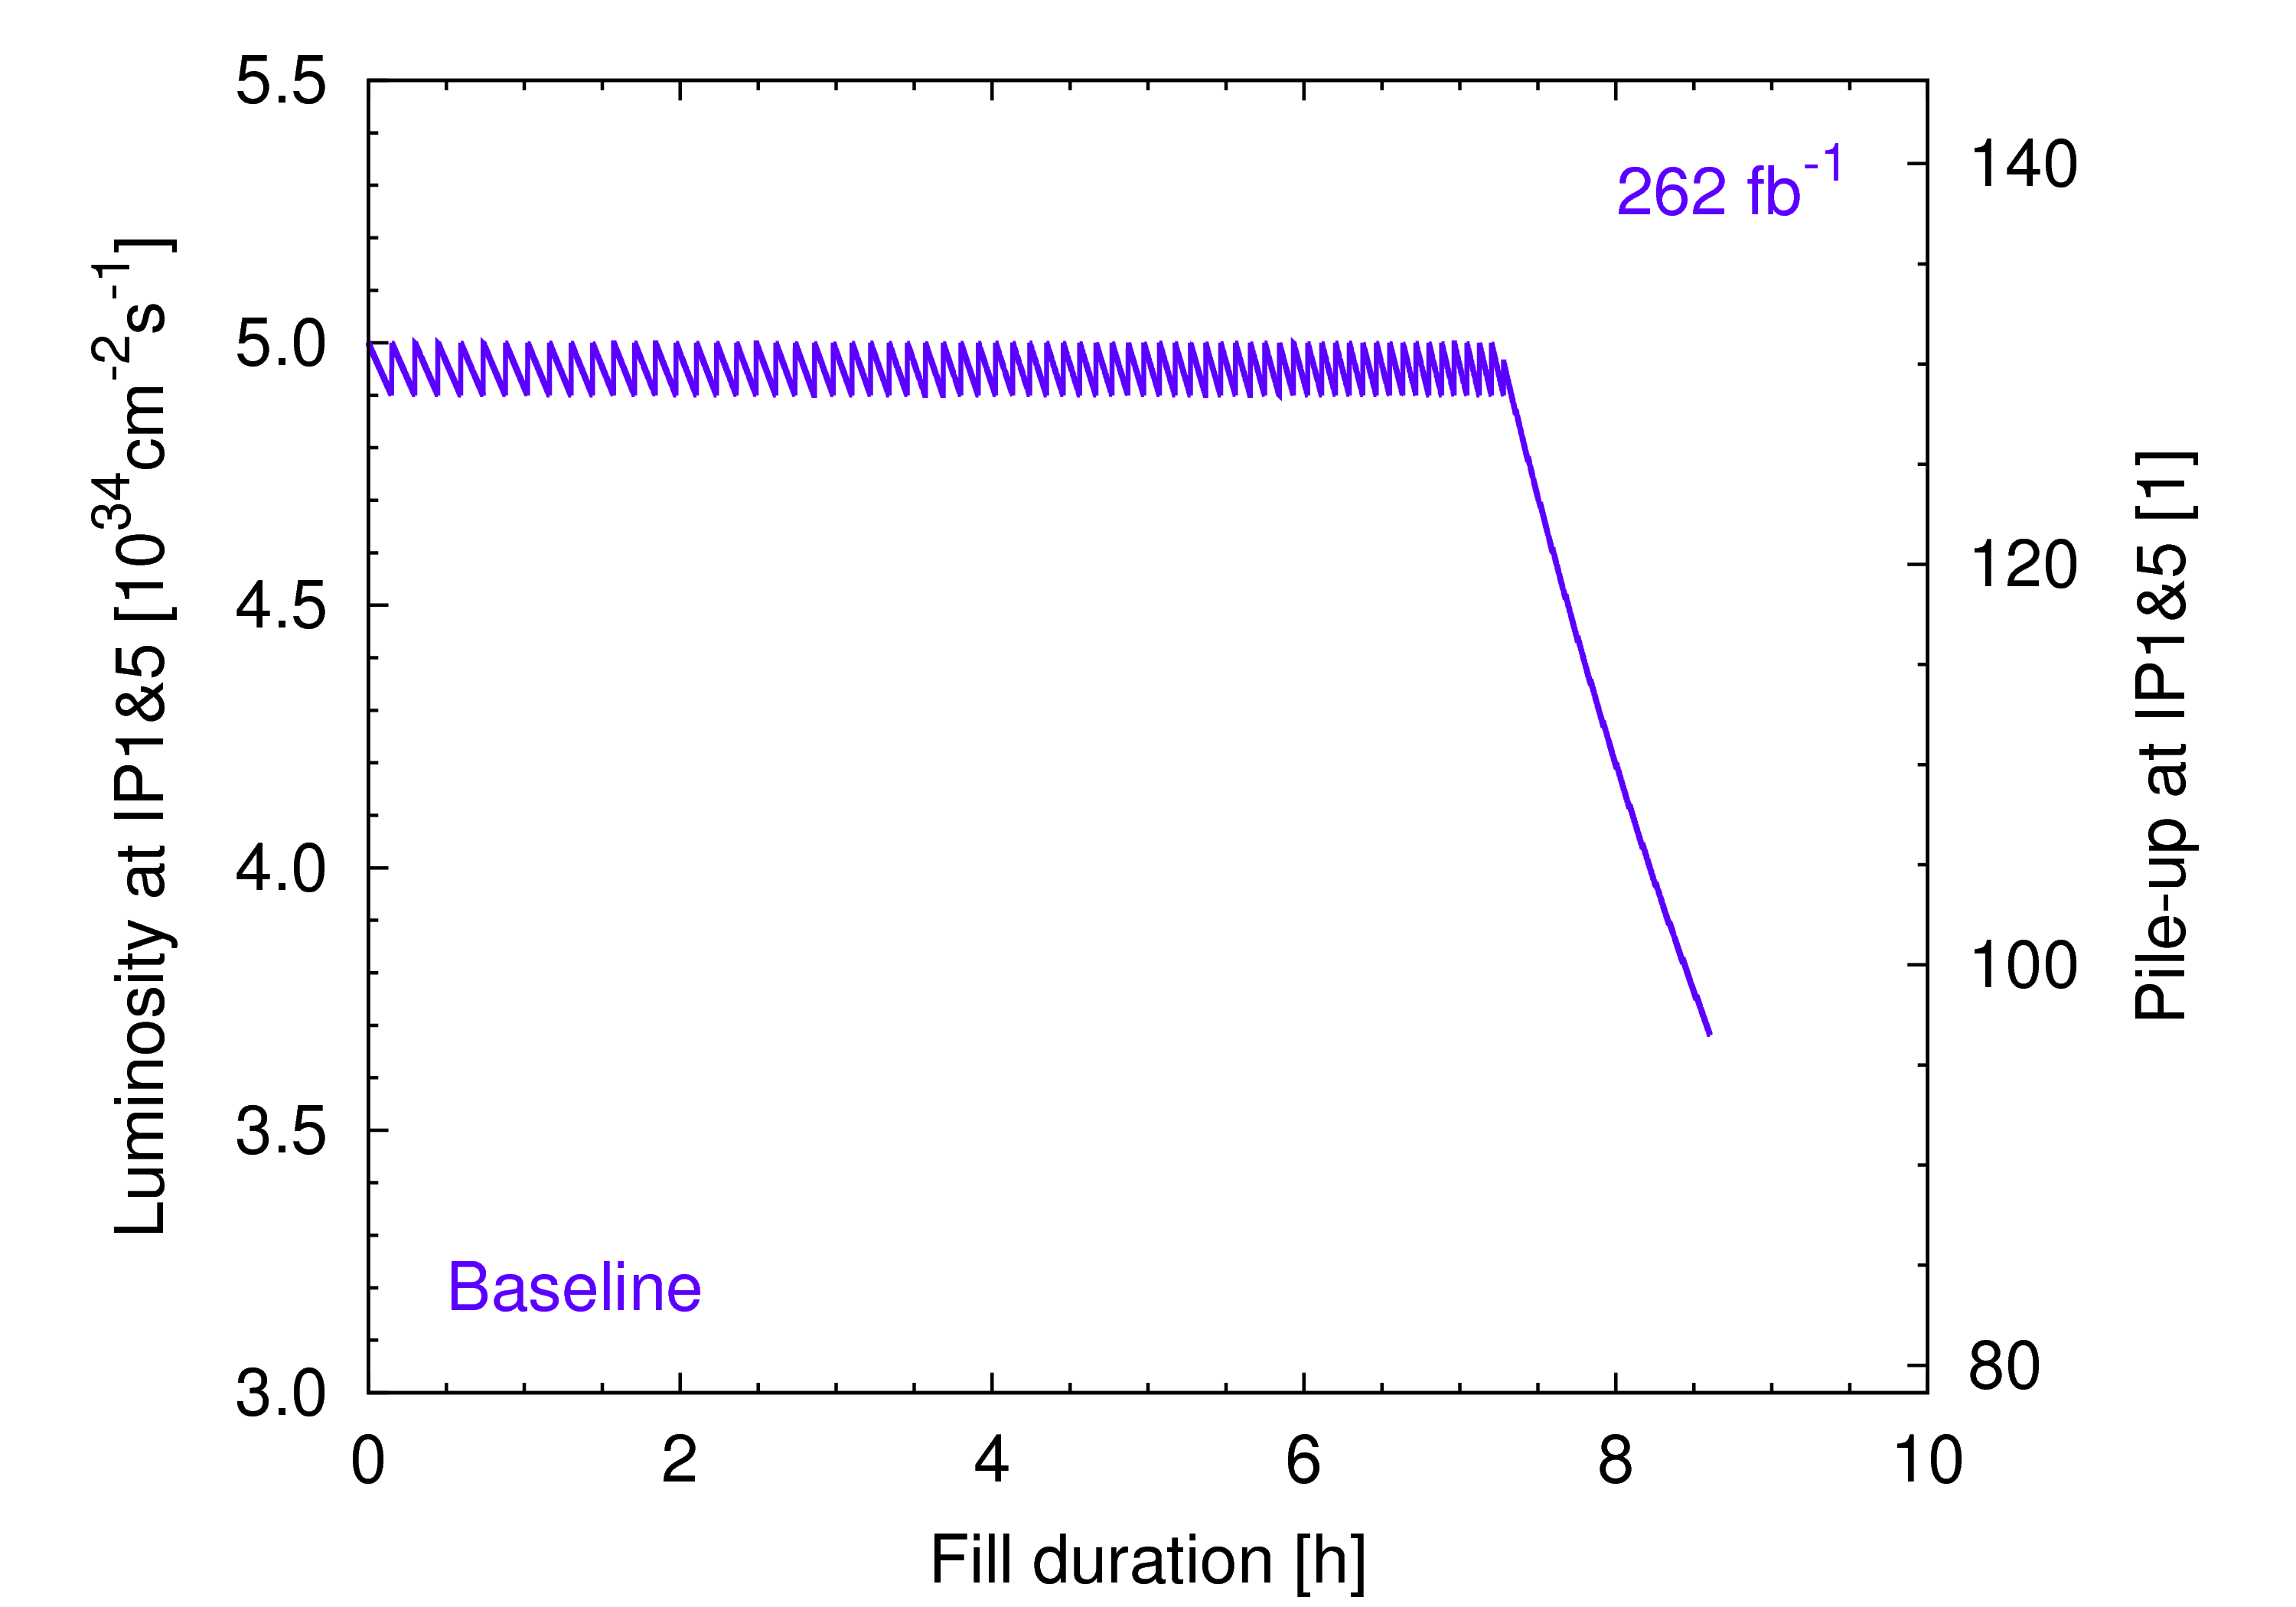 5.5
5.0
4.5
4.0
3.5
3.0
Luminosity at IP1&5 [10^34 cm^-2 s^-1]
262 fb^-1
Baseline
140
120
100
80
Pile-up at IP1&5 [1]
0 2 4 6 8 10
Fill duration [h]